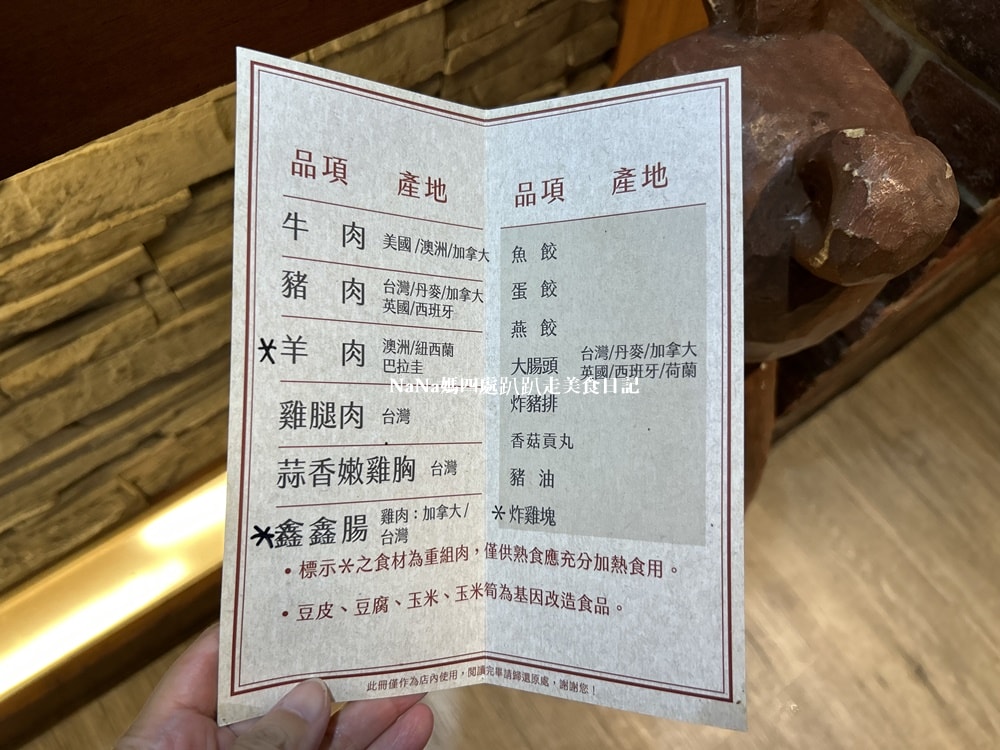 品項 產地
牛 肉 美國/澳洲/加拿大
豬 肉 台灣/丹麥/加拿大
英國/西班牙
*羊 肉 澳洲/紐西蘭
巴拉圭
雞腿肉 台灣
蒜香嫩雞胸 台灣
*鑫鑫腸 雞肉：加拿大/
台灣
品項 產地
魚 餃
蛋 餃
燕 餃
大腸頭 台灣/丹麥/加拿大
英國/西班牙/荷蘭
炸豬排
香菇貢丸
豬 油
*炸雞塊
• 標示*之食材為重組肉，僅供熟食應充分加熱食用。
• 豆皮、豆腐、玉米、玉米筍為基因改造食品。
此冊僅作為店內使用，閱讀完畢請歸還原處，謝謝您！
NaNa媽四處趴趴走美食日記